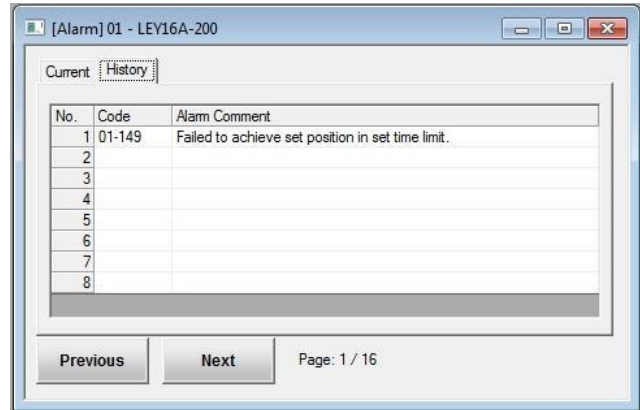 [Alarm] 01 - LEY16A-200
Current History
No. Code Alarm Comment
1 01-149 Failed to achieve set position in set time limit.
2
3
4
5
6
7
8
Previous Next Page: 1 / 16